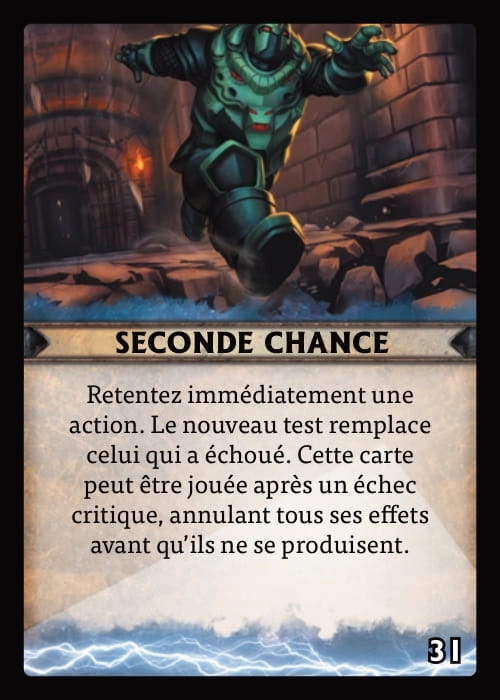 SECONDE CHANCE
Retentez immédiatement une
action. Le nouveau test remplace
celui qui a échoué. Cette carte
peut être jouée après un échec
critique, annulant tous ses effets
avant qu'ils ne se produisent.
31